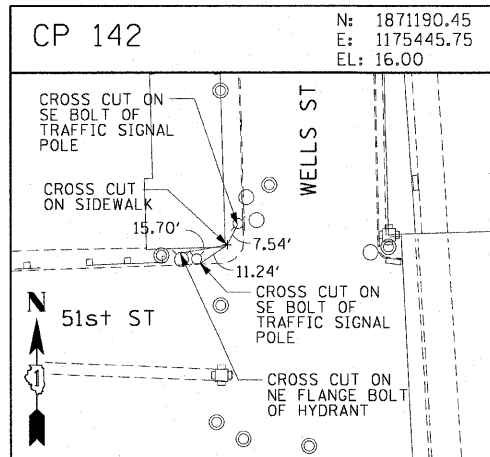 CP 142
N: 1871190.45
E: 1175445.75
EL: 16.00
CROSS CUT ON
SE BOLT OF
TRAFFIC SIGNAL
POLE
WELLS ST
CROSS CUT
ON SIDEWALK
15.70'
7.54'
11.24'
CROSS CUT ON
SE BOLT OF
TRAFFIC SIGNAL
POLE
N
51st ST
CROSS CUT ON
NE FLANGE BOLT
OF HYDRANT